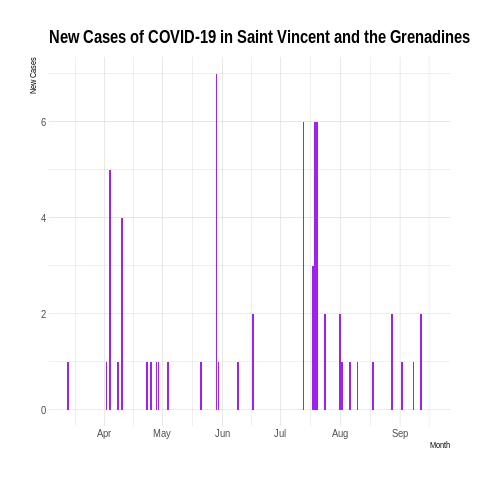 New Cases of COVID-19 in Saint Vincent and the Grenadines
New Cases
6
4
2
0
Apr May Jun Jul Aug Sep
Month